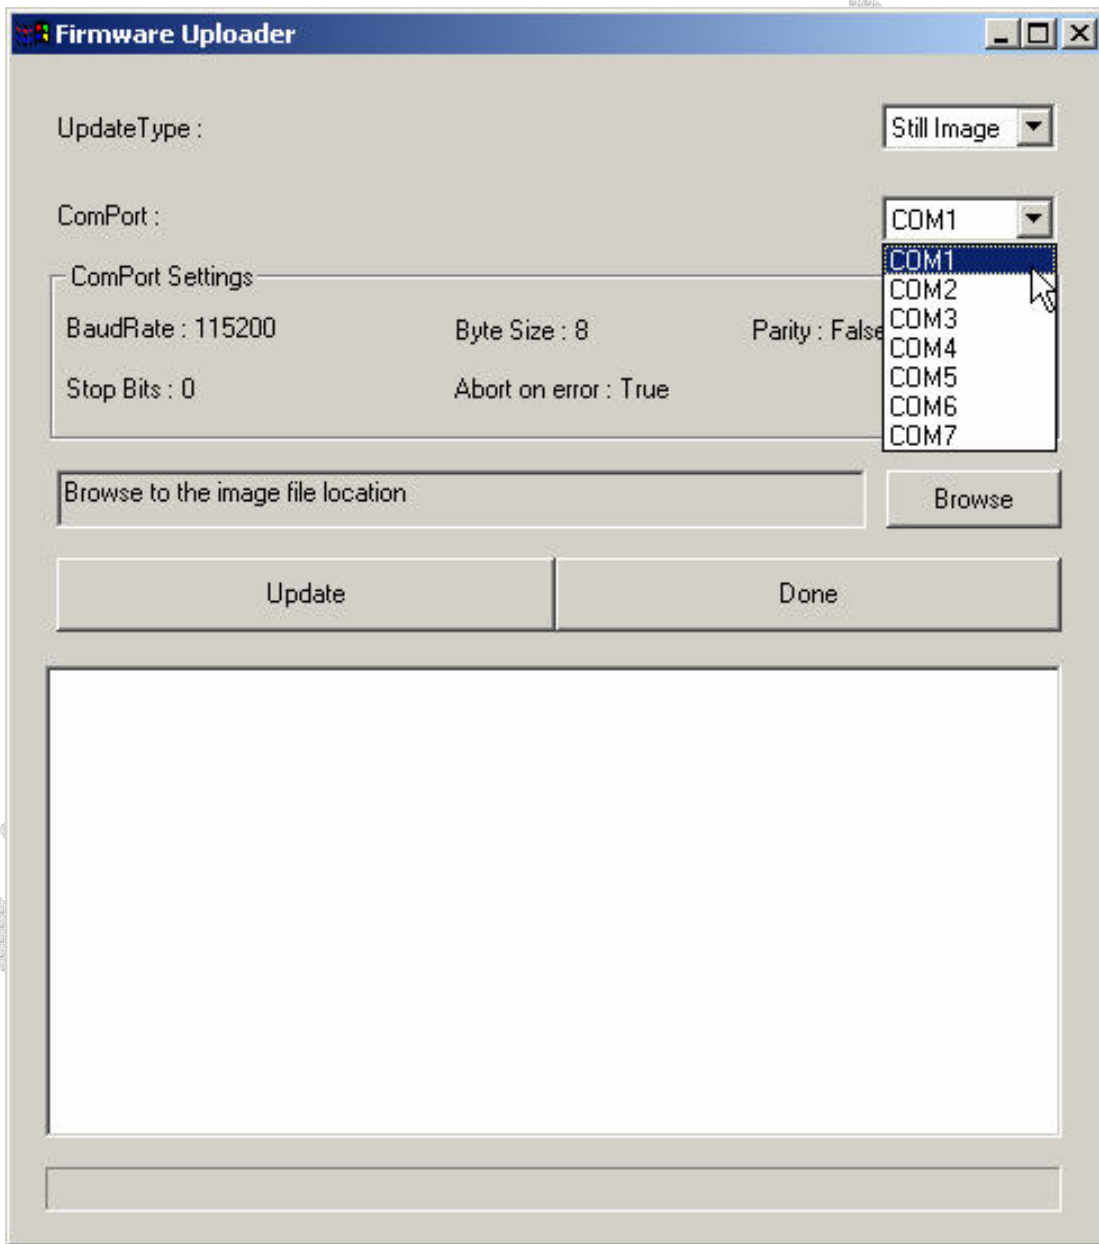 Firmware Uploader
UpdateType :
Still Image
ComPort :
COM1
COM1
COM2
COM3
COM4
COM5
COM6
COM7
ComPort Settings
BaudRate : 115200
Byte Size : 8
Parity : False
Stop Bits : 0
Abort on error : True
Browse to the image file location
Browse
Update
Done